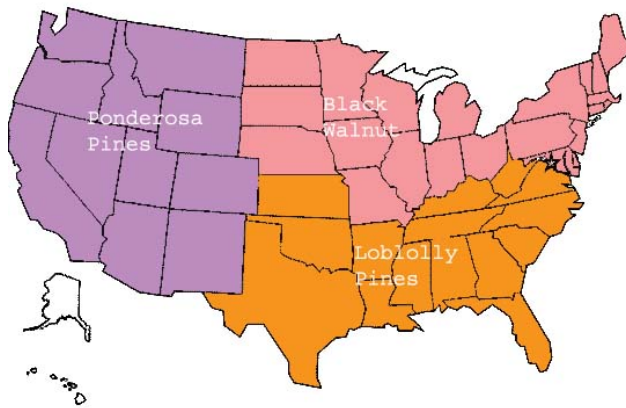 Ponderosa
Pines
Black
Walnut
Loblolly
Pines